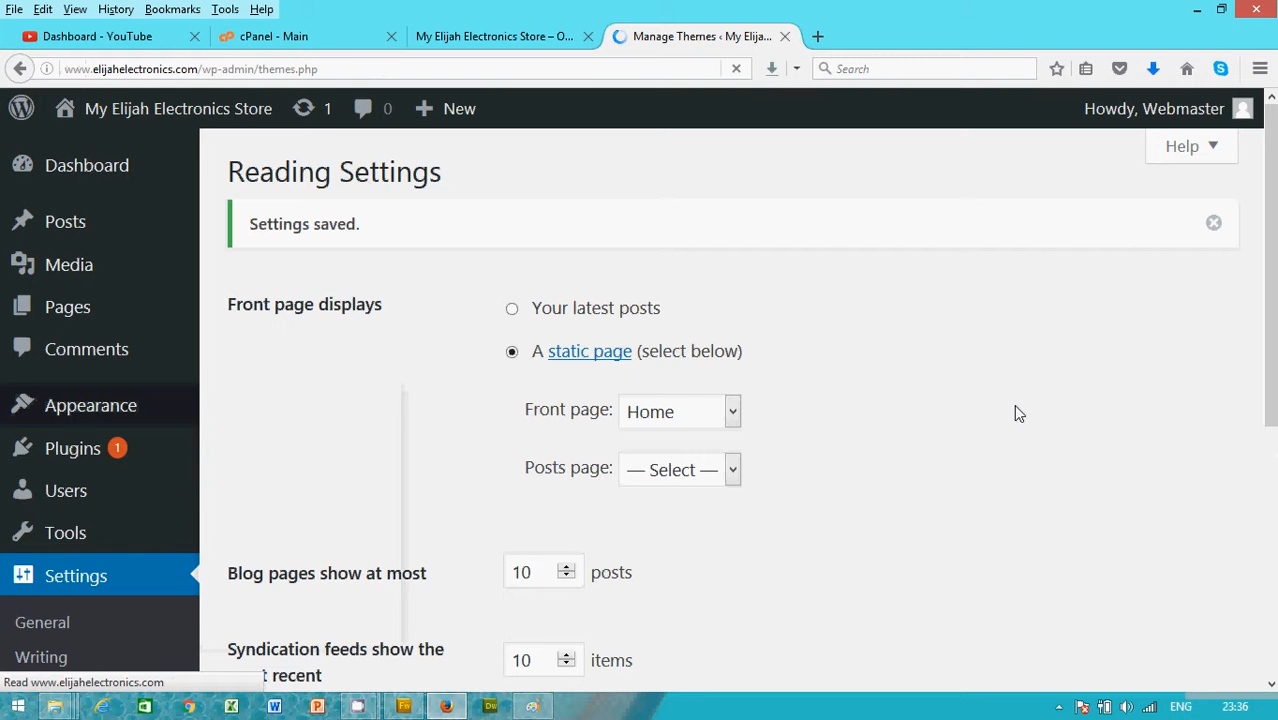 File Edit View History Bookmarks Tools Help
Dashboard - YouTube
cPanel - Main
My Elijah Electronics Store – O...
Manage Themes ‹ My Elija...
www.elijahelectronics.com/wp-admin/themes.php
Search
My Elijah Electronics Store
1
0
New
Howdy, Webmaster
Help
Dashboard
Posts
Media
Pages
Comments
Appearance
Plugins 1
Users
Tools
Settings
General
Writing
Reading Settings
Settings saved.
Front page displays
Your latest posts
A static page (select below)
Front page: Home
Posts page: — Select —
Blog pages show at most
10 posts
Syndication feeds show the
t recent
10 items
Read www.elijahelectronics.com
ENG
23:36